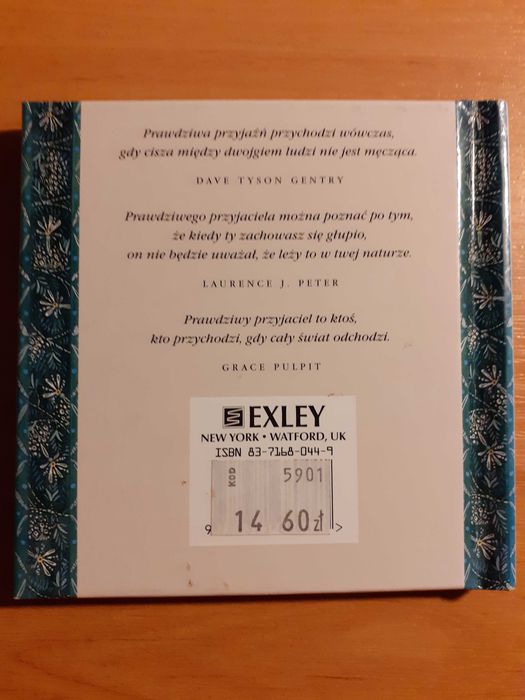 Prawdziwa przyjaźń przychodzi wówczas,
gdy cisza między dwojgiem ludzi nie jest męcząca.
DAVE TYSON GENTRY
Prawdziwego przyjaciela można poznać po tym,
że kiedy ty zachowasz się głupio,
on nie będzie uważał, że leży to w twej naturze.
LAURENCE J. PETER
Prawdziwy przyjaciel to ktoś,
kto przychodzi, gdy cały świat odchodzi.
GRACE PULPIT
EXLEY
NEW YORK • WATFORD, UK
ISBN 83-7168-044-9
KOD 5901
9 14 60zł >